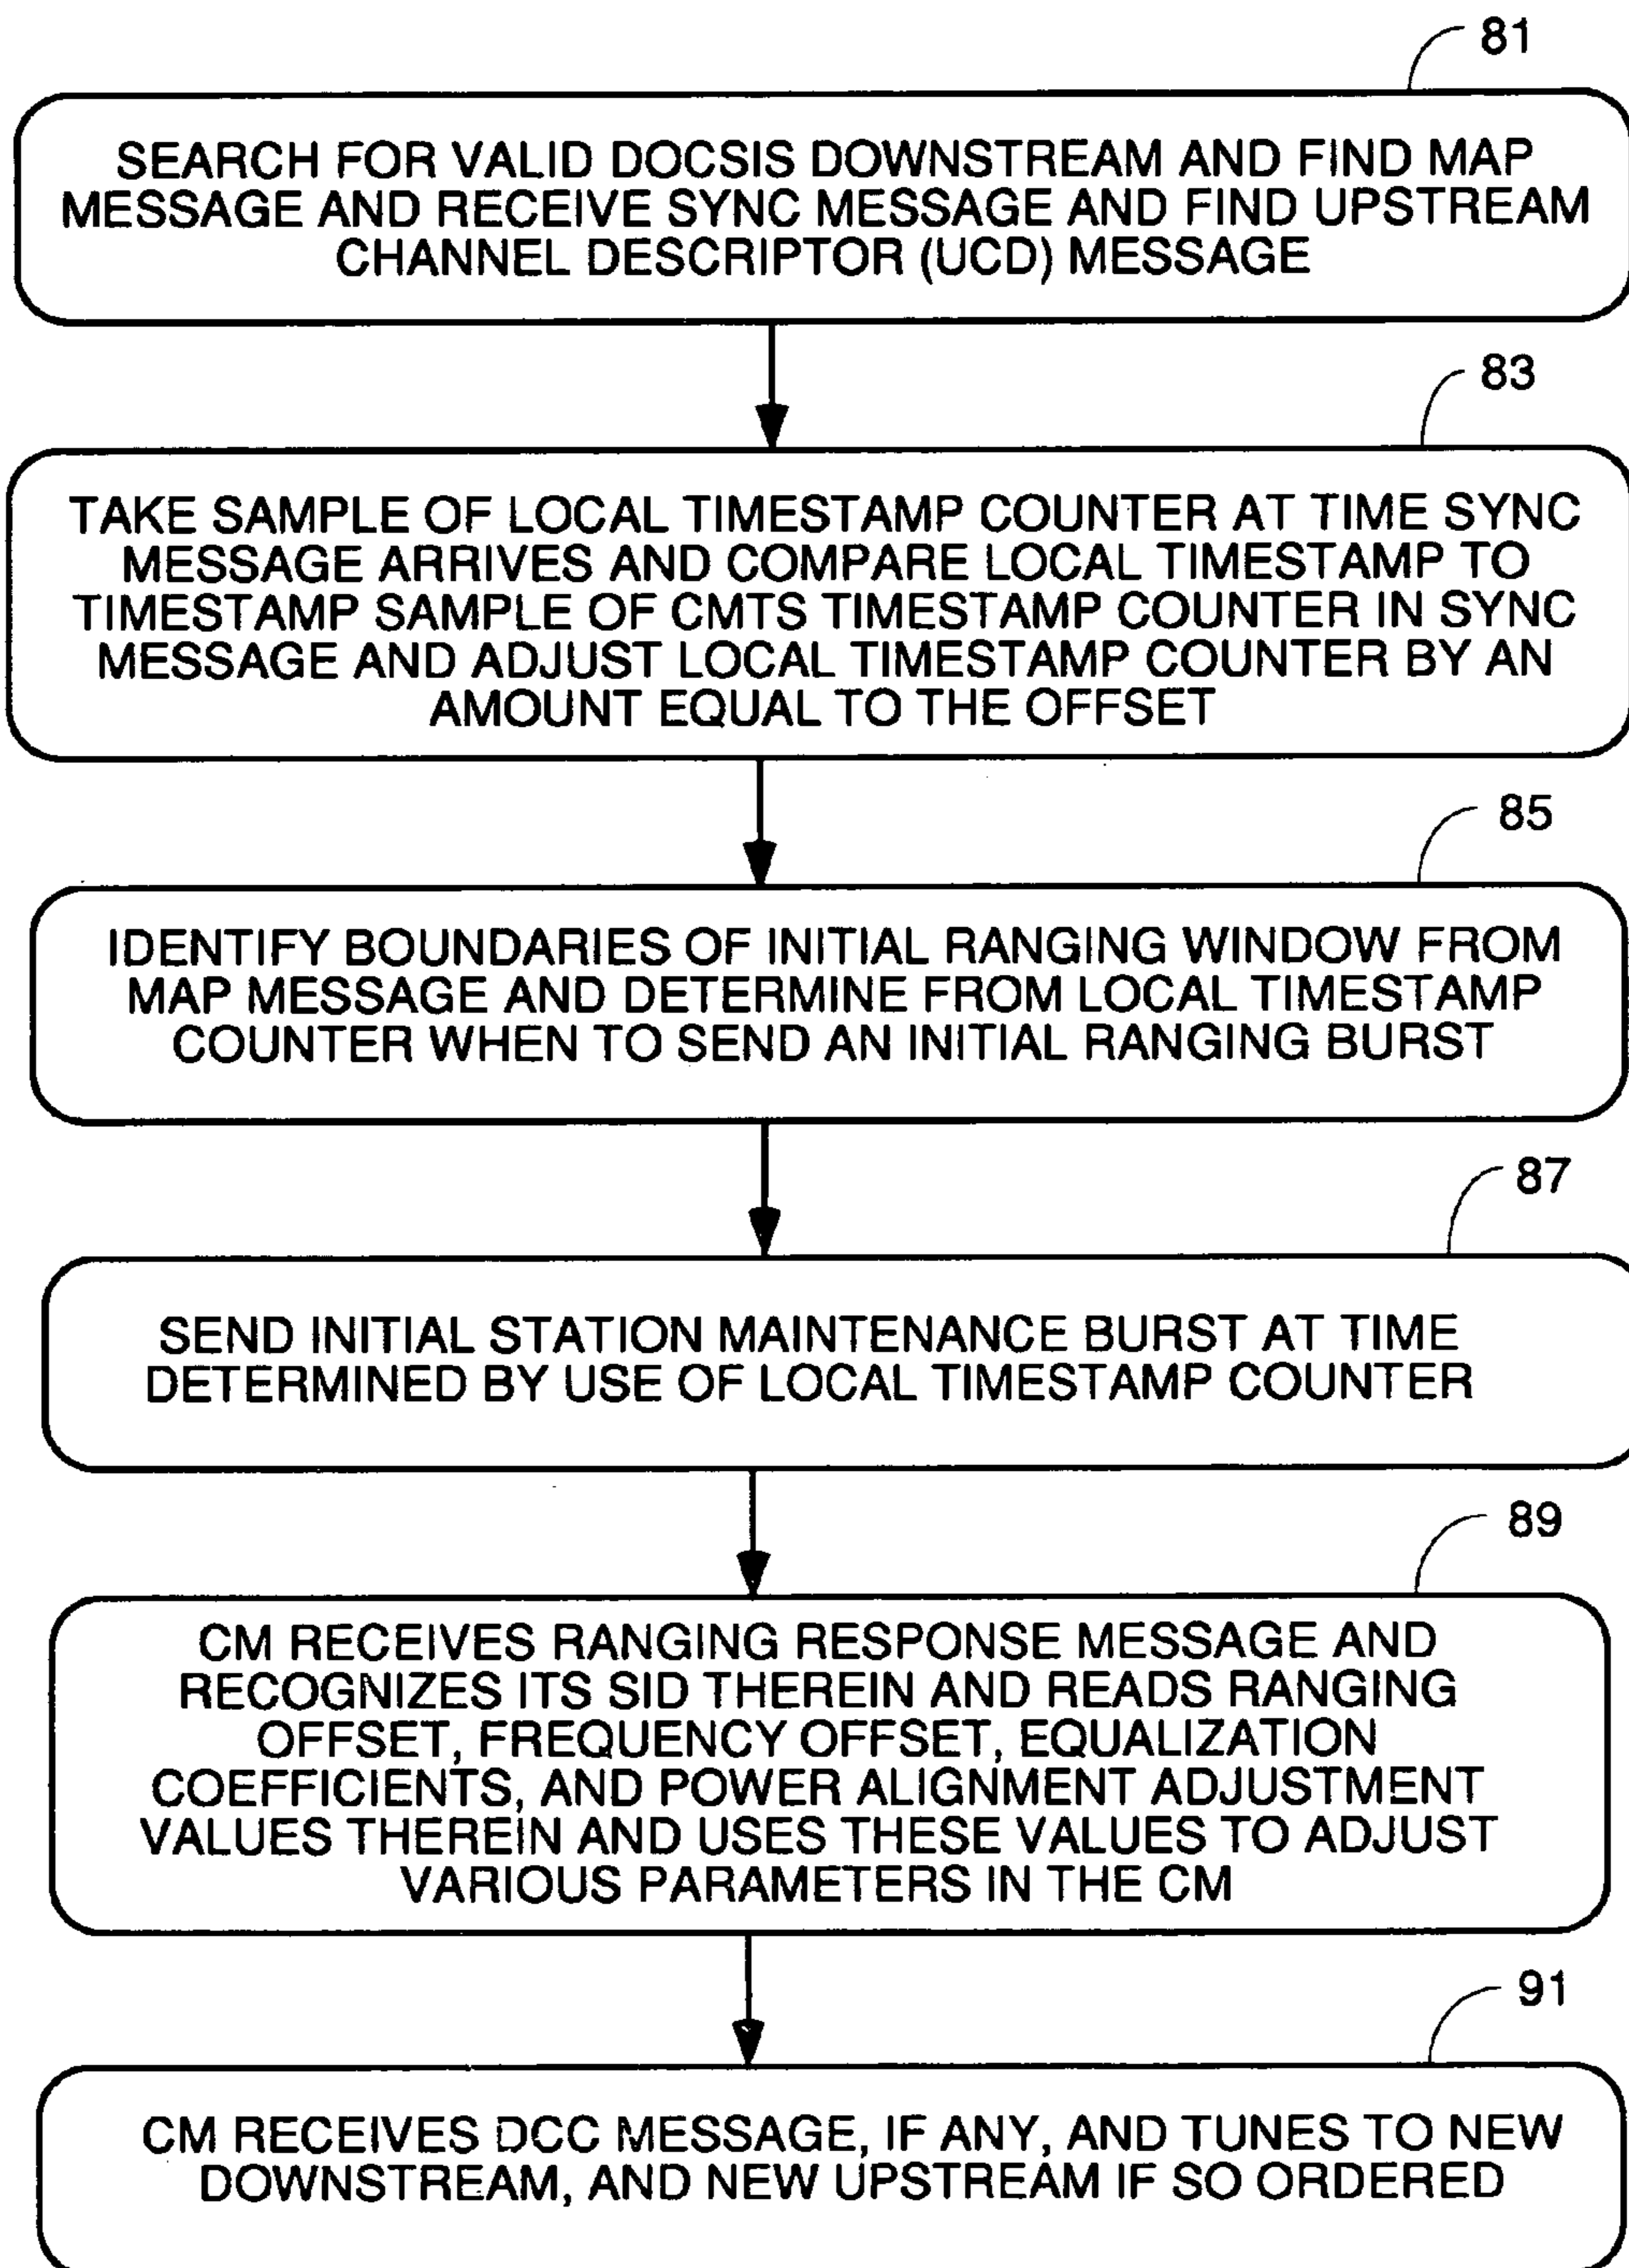 81
SEARCH FOR VALID DOCSIS DOWNSTREAM AND FIND MAP
MESSAGE AND RECEIVE SYNC MESSAGE AND FIND UPSTREAM
CHANNEL DESCRIPTOR (UCD) MESSAGE
83
TAKE SAMPLE OF LOCAL TIMESTAMP COUNTER AT TIME SYNC
MESSAGE ARRIVES AND COMPARE LOCAL TIMESTAMP TO
TIMESTAMP SAMPLE OF CMTS TIMESTAMP COUNTER IN SYNC
MESSAGE AND ADJUST LOCAL TIMESTAMP COUNTER BY AN
AMOUNT EQUAL TO THE OFFSET
85
IDENTIFY BOUNDARIES OF INITIAL RANGING WINDOW FROM
MAP MESSAGE AND DETERMINE FROM LOCAL TIMESTAMP
COUNTER WHEN TO SEND AN INITIAL RANGING BURST
87
SEND INITIAL STATION MAINTENANCE BURST AT TIME
DETERMINED BY USE OF LOCAL TIMESTAMP COUNTER
89
CM RECEIVES RANGING RESPONSE MESSAGE AND
RECOGNIZES ITS SID THEREIN AND READS RANGING
OFFSET, FREQUENCY OFFSET, EQUALIZATION
COEFFICIENTS, AND POWER ALIGNMENT ADJUSTMENT
VALUES THEREIN AND USES THESE VALUES TO ADJUST
VARIOUS PARAMETERS IN THE CM
91
CM RECEIVES DCC MESSAGE, IF ANY, AND TUNES TO NEW
DOWNSTREAM, AND NEW UPSTREAM IF SO ORDERED